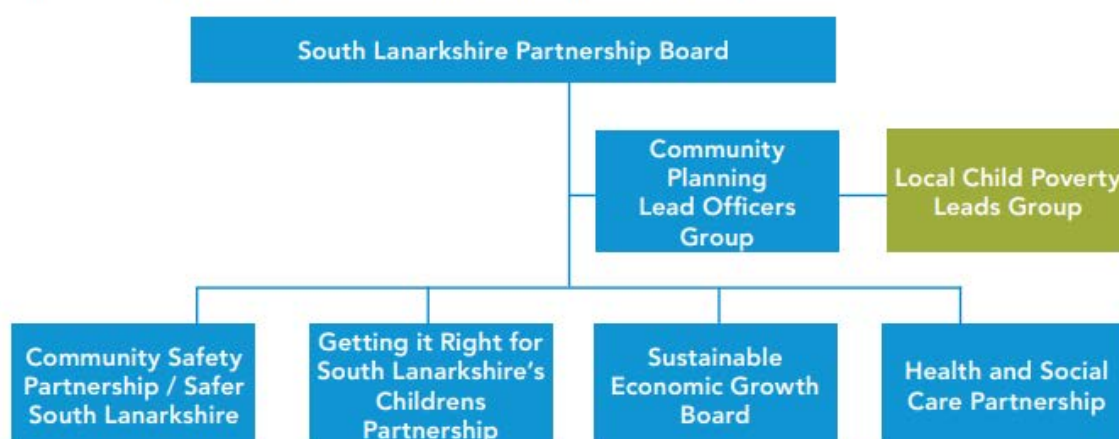 South Lanarkshire Partnership Board
Community
Planning
Lead Officers
Group
Local Child Poverty
Leads Group
Community Safety
Partnership / Safer
South Lanarkshire
Getting it Right for
South Lanarkshire’s
Childrens
Partnership
Sustainable
Economic Growth
Board
Health and Social
Care Partnership